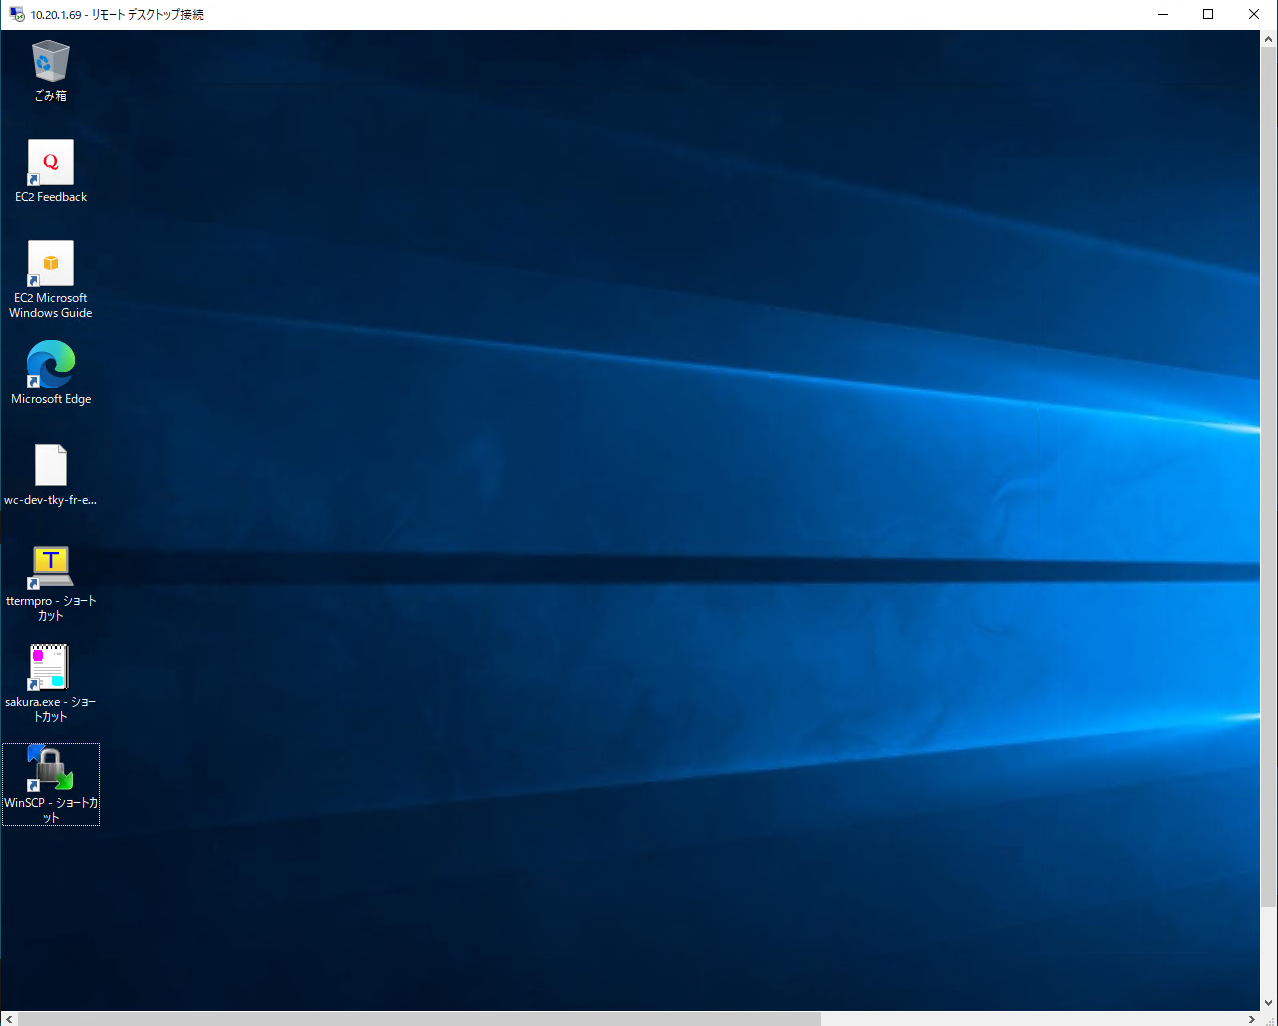 10.20.1.69 - リモート デスクトップ接続
ごみ箱
Q
EC2 Feedback
EC2 Microsoft
Windows Guide
Microsoft Edge
wc-dev-tky-fr-e...
T
ttermpro - ショート
カット
sakura.exe - ショー
トカット
WinSCP - ショートカ
ット